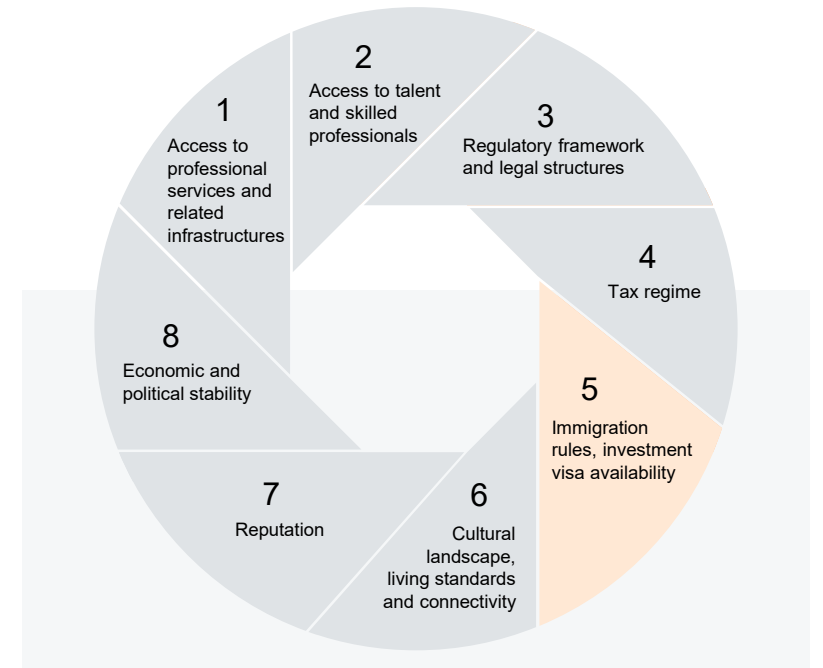 1
Access to
professional
services and
related
infrastructures
2
Access to talent
and skilled
professionals
3
Regulatory framework
and legal structures
4
Tax regime
5
Immigration
rules, investment
visa availability
6
Cultural
landscape,
living standards
and connectivity
7
Reputation
8
Economic and
political stability